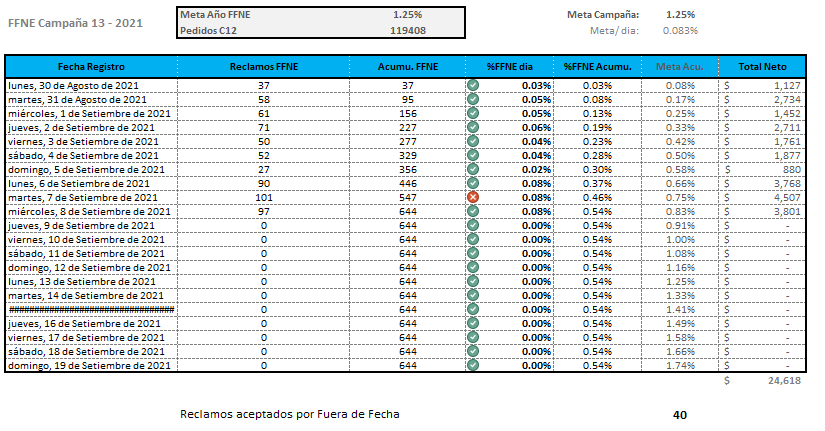 FFNE Campaña 13 - 2021
Meta Año FFNE 1.25%
Pedidos C12 119408
Meta Campaña: 1.25%
Meta/dia: 0.083%
Fecha Registro Reclamos FFNE Acumu. FFNE %FFNE dia %FFNE Acumu. Meta Acu. Total Neto
lunes, 30 de Agosto de 2021 37 37 0.03% 0.03% 0.08% $ 1,127
martes, 31 de Agosto de 2021 58 95 0.05% 0.08% 0.17% $ 2,734
miércoles, 1 de Setiembre de 2021 61 156 0.05% 0.13% 0.25% $ 1,452
jueves, 2 de Setiembre de 2021 71 227 0.06% 0.19% 0.33% $ 2,711
viernes, 3 de Setiembre de 2021 50 277 0.04% 0.23% 0.42% $ 1,761
sábado, 4 de Setiembre de 2021 52 329 0.04% 0.28% 0.50% $ 1,877
domingo, 5 de Setiembre de 2021 27 356 0.02% 0.30% 0.58% $ 880
lunes, 6 de Setiembre de 2021 90 446 0.08% 0.37% 0.66% $ 3,768
martes, 7 de Setiembre de 2021 101 547 0.08% 0.46% 0.75% $ 4,507
miércoles, 8 de Setiembre de 2021 97 644 0.08% 0.54% 0.83% $ 3,801
jueves, 9 de Setiembre de 2021 0 644 0.00% 0.54% 0.91% $ -
viernes, 10 de Setiembre de 2021 0 644 0.00% 0.54% 1.00% $ -
sábado, 11 de Setiembre de 2021 0 644 0.00% 0.54% 1.08% $ -
domingo, 12 de Setiembre de 2021 0 644 0.00% 0.54% 1.16% $ -
lunes, 13 de Setiembre de 2021 0 644 0.00% 0.54% 1.25% $ -
martes, 14 de Setiembre de 2021 0 644 0.00% 0.54% 1.33% $ -
################################# 0 644 0.00% 0.54% 1.41% $ -
jueves, 16 de Setiembre de 2021 0 644 0.00% 0.54% 1.49% $ -
viernes, 17 de Setiembre de 2021 0 644 0.00% 0.54% 1.58% $ -
sábado, 18 de Setiembre de 2021 0 644 0.00% 0.54% 1.66% $ -
domingo, 19 de Setiembre de 2021 0 644 0.00% 0.54% 1.74% $ -
$ 24,618
Reclamos aceptados por Fuera de Fecha 40